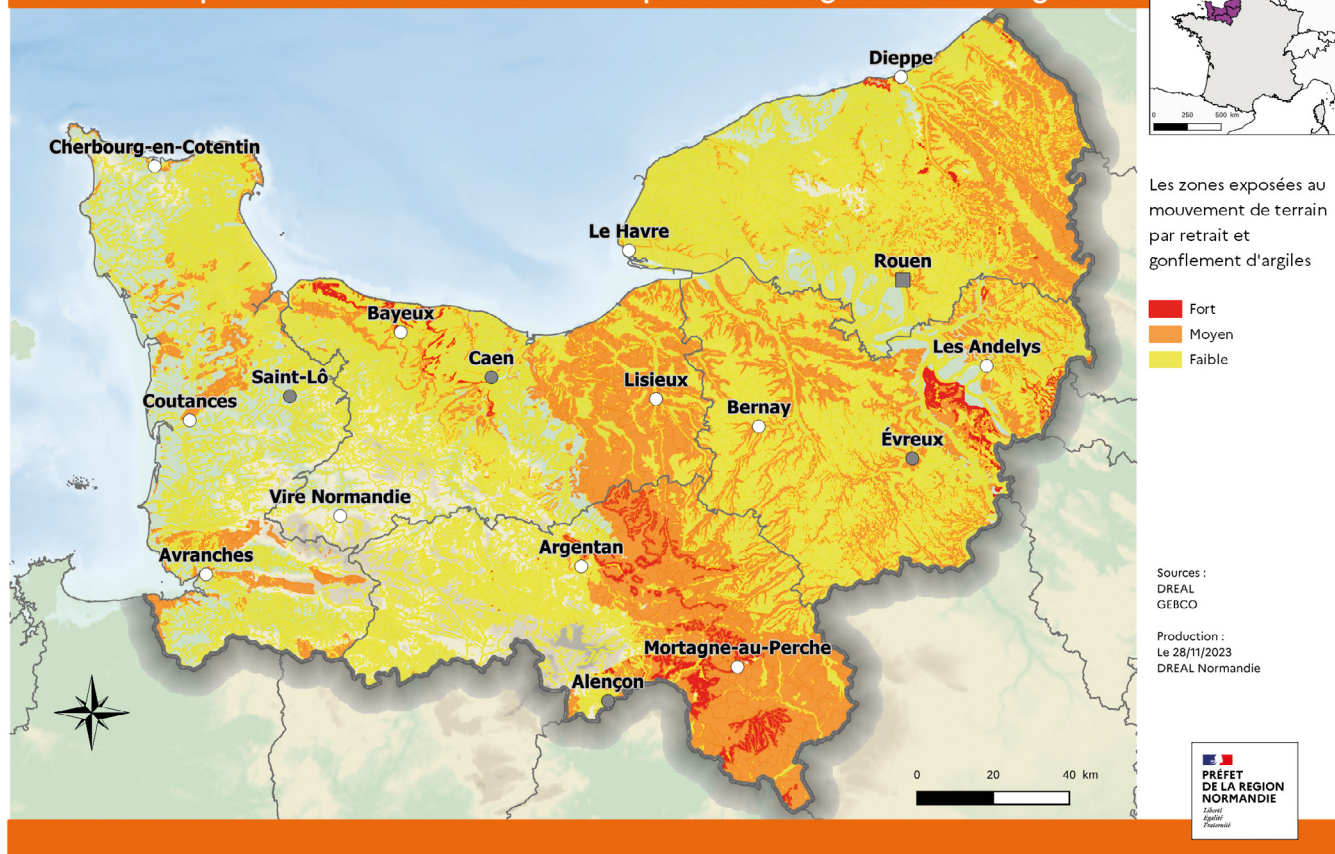 Dieppe
Cherbourg-en-Cotentin
Le Havre
Rouen
Bayeux
Caen
Les Andelys
Saint-Lô
Lisieux
Coutances
Bernay
Évreux
Vire Normandie
Avranches
Argentan
Mortagne-au-Perche
Alençon
0 20 40 km
0 250 500 km
Les zones exposées au
mouvement de terrain
par retrait et
gonflement d'argiles
Fort
Moyen
Faible
Sources :
DREAL
GEBCO
Production :
Le 28/11/2023
DREAL Normandie
PRÉFET
DE LA REGION
NORMANDIE
Liberté
Égalité
Fraternité